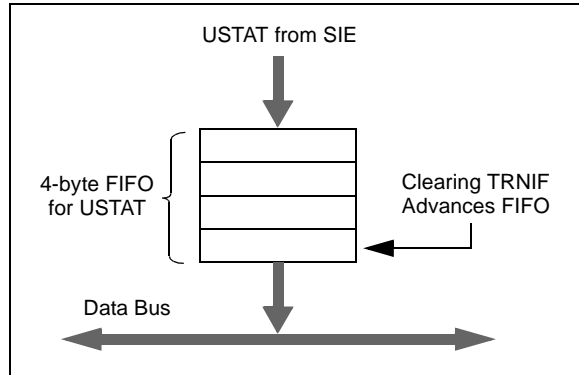 USTAT from SIE
4-byte FIFO
for USTAT
Clearing TRNIF
Advances FIFO
Data Bus